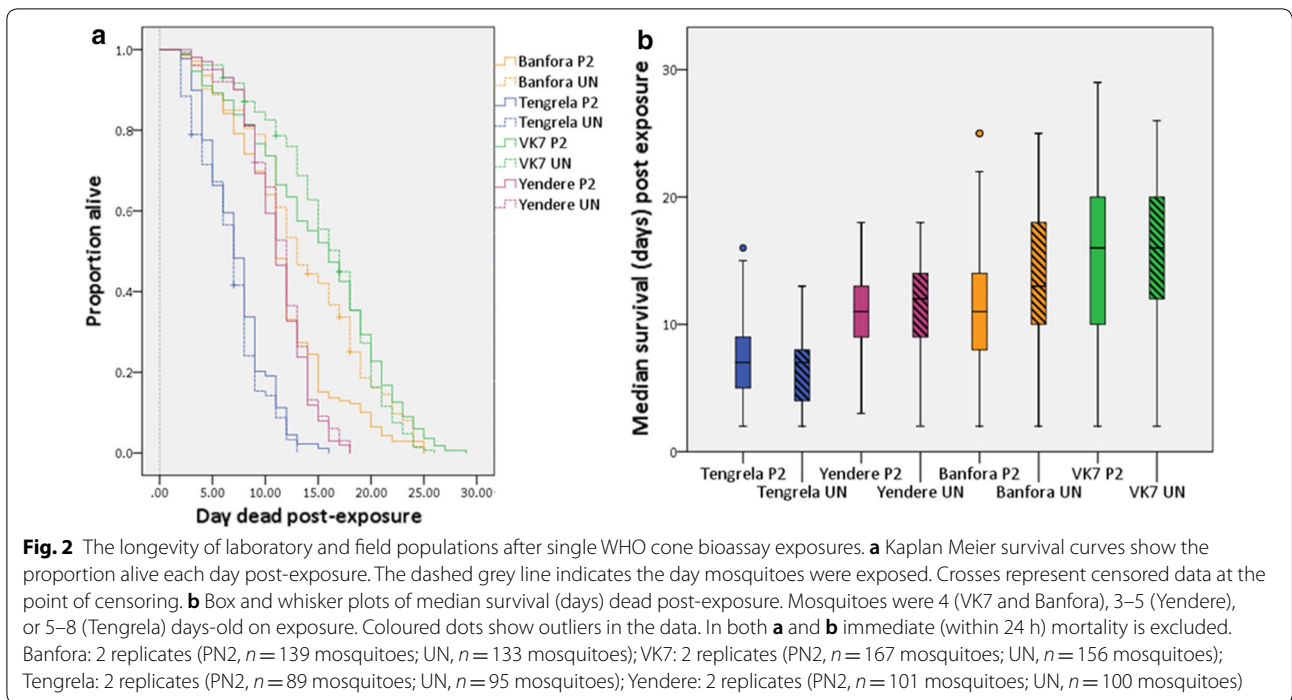 a
1.0
0.8
0.6
0.4
0.2
0.0
Proportion alive
.00 5.00 10.00 15.00 20.00 25.00 30.00
Day dead post-exposure
Banfora P2
Banfora UN
Tengrela P2
Tengrela UN
VK7 P2
VK7 UN
Yendere P2
Yendere UN
b
30
20
10
0
Median survival (days) post exposure
Tengrela P2 Yendere P2 Banfora P2 VK7 P2
Tengrela UN Yendere UN Banfora UN VK7 UN
Fig. 2 The longevity of laboratory and field populations after single WHO cone bioassay exposures. a Kaplan Meier survival curves show the
proportion alive each day post-exposure. The dashed grey line indicates the day mosquitoes were exposed. Crosses represent censored data at the
point of censoring. b Box and whisker plots of median survival (days) dead post-exposure. Mosquitoes were 4 (VK7 and Banfora), 3–5 (Yendere),
or 5–8 (Tengrela) days-old on exposure. Coloured dots show outliers in the data. In both a and b immediate (within 24 h) mortality is excluded.
Banfora: 2 replicates (PN2, n = 139 mosquitoes; UN, n = 133 mosquitoes); VK7: 2 replicates (PN2, n = 167 mosquitoes; UN, n = 156 mosquitoes);
Tengrela: 2 replicates (PN2, n = 89 mosquitoes; UN, n = 95 mosquitoes); Yendere: 2 replicates (PN2, n = 101 mosquitoes; UN, n = 100 mosquitoes)